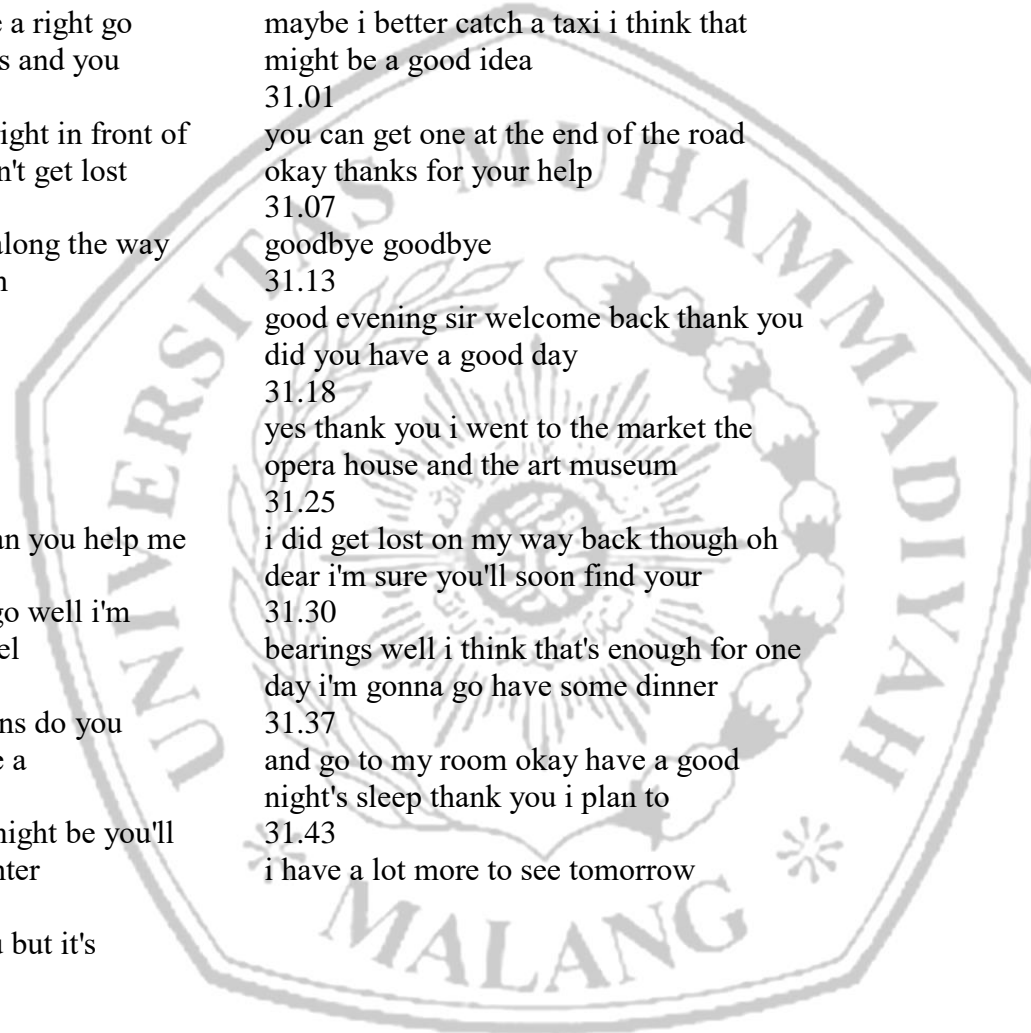 a right go
s and you
ight in front of
n't get lost
along the way
an you help me
go well i'm
el
ns do you
e a
night be you'll
nter
but it's
maybe i better catch a taxi i think that
might be a good idea
31.01
you can get one at the end of the road
okay thanks for your help
31.07
goodbye goodbye
31.13
good evening sir welcome back thank you
did you have a good day
31.18
yes thank you i went to the market the
opera house and the art museum
31.25
i did get lost on my way back though oh
dear i'm sure you'll soon find your
31.30
bearings well i think that's enough for one
day i'm gonna go have some dinner
31.37
and go to my room okay have a good
night's sleep thank you i plan to
31.43
i have a lot more to see tomorrow
UNIVERSITAS MUHAMMADIYAH
MALANG